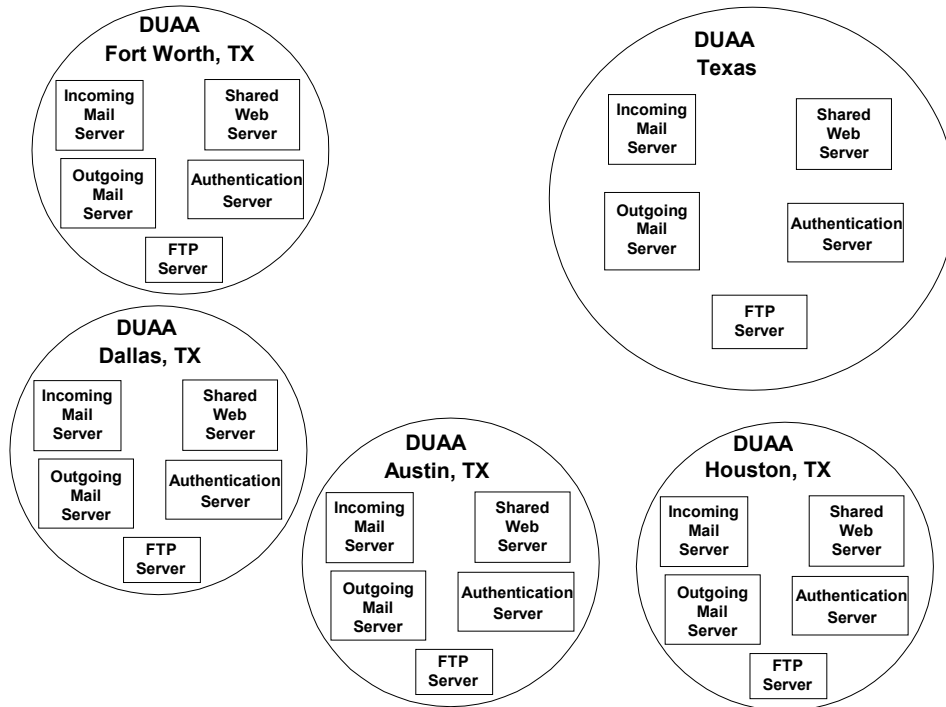 DUAA
Fort Worth, TX
Incoming
Mail
Server
Shared
Web
Server
Outgoing
Mail
Server
Authentication
Server
FTP
Server
DUAA
Texas
Incoming
Mail
Server
Shared
Web
Server
Outgoing
Mail
Server
Authentication
Server
FTP
Server
DUAA
Dallas, TX
Incoming
Mail
Server
Shared
Web
Server
Outgoing
Mail
Server
Authentication
Server
FTP
Server
DUAA
Austin, TX
Incoming
Mail
Server
Shared
Web
Server
Outgoing
Mail
Server
Authentication
Server
FTP
Server
DUAA
Houston, TX
Incoming
Mail
Server
Shared
Web
Server
Outgoing
Mail
Server
Authentication
Server
FTP
Server